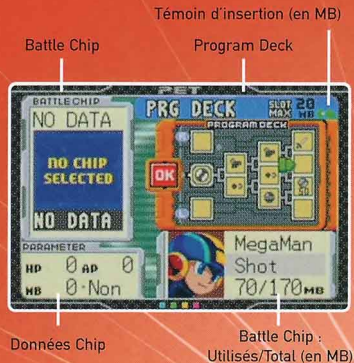 Témoin d'insertion (en MB)
Battle Chip
Program Deck
PET
BATTLECHIP
PRG DECK
SLOT MAX 20 MB
PROGRAMDECK
NO DATA
NO CHIP
SELECTED
OK
NO DATA
PARAMETER
HP 0 AP 0
MB 0·Non
MegaMan
Shot
70/170MB
Données Chip
Battle Chip :
Utilisés/Total (en MB)